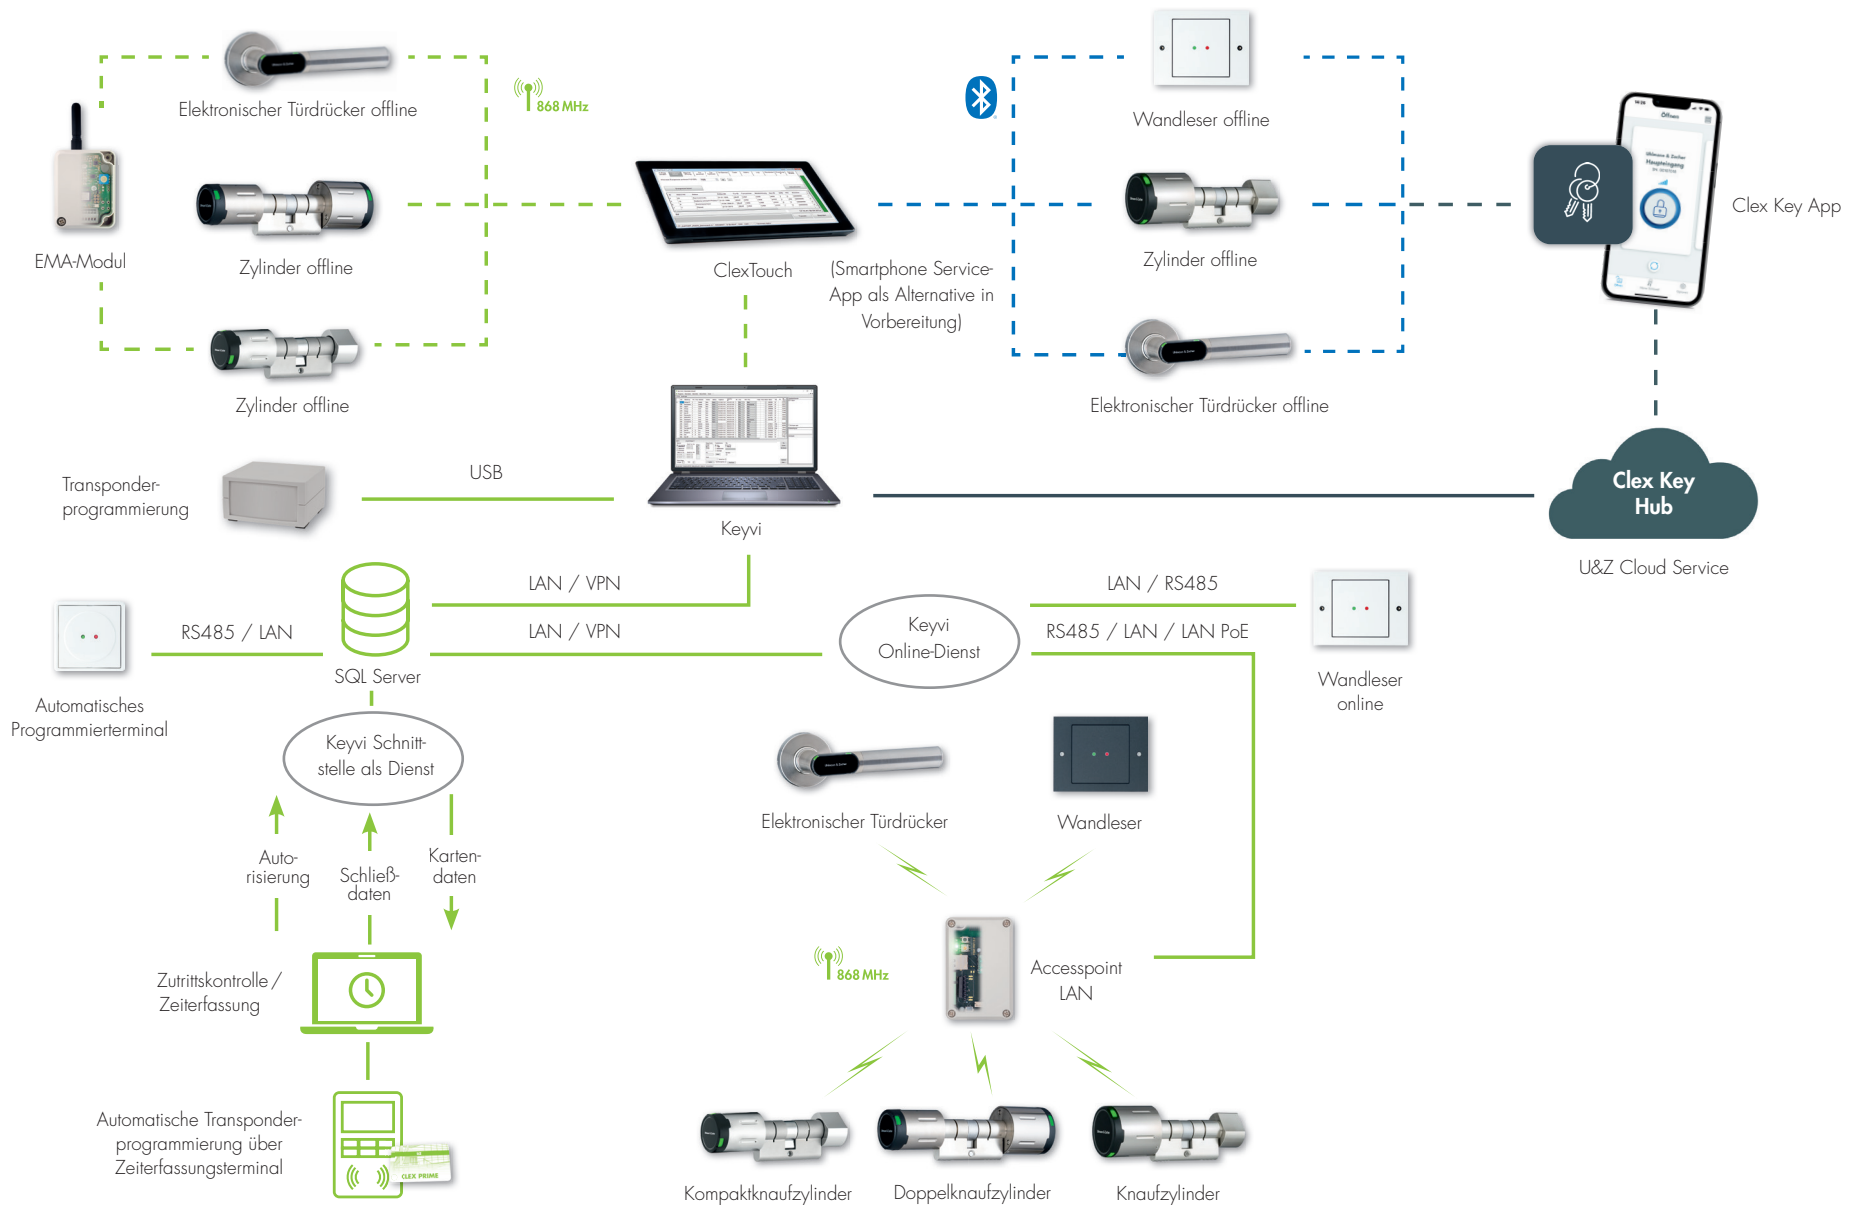 868 MHz
Elektronischer Türdrücker offline
Wandleser offline
EMA-Modul
Zylinder offline
ClexTouch
(Smartphone Service-
App als Alternative in
Vorbereitung)
Zylinder offline
Öffnen
Haupteingang
Clex Key App
Zylinder offline
Elektronischer Türdrücker offline
Transponder-
programmierung
USB
Keyvi
Clex Key
Hub
U&Z Cloud Service
LAN / VPN
LAN / RS485
RS485 / LAN
LAN / VPN
Keyvi
Online-Dienst
RS485 / LAN / LAN PoE
SQL Server
Wandleser
online
Automatisches
Programmierterminal
Keyvi Schnitt-
stelle als Dienst
Elektronischer Türdrücker
Wandleser
Auto-
risierung
Schließ-
daten
Karten-
daten
868 MHz
Accesspoint
LAN
Zutrittskontrolle /
Zeiterfassung
Automatische Transponder-
programmierung über
Zeiterfassungsterminal
CLEX PRIME
Kompaktknaufzylinder
Doppelknaufzylinder
Knaufzylinder